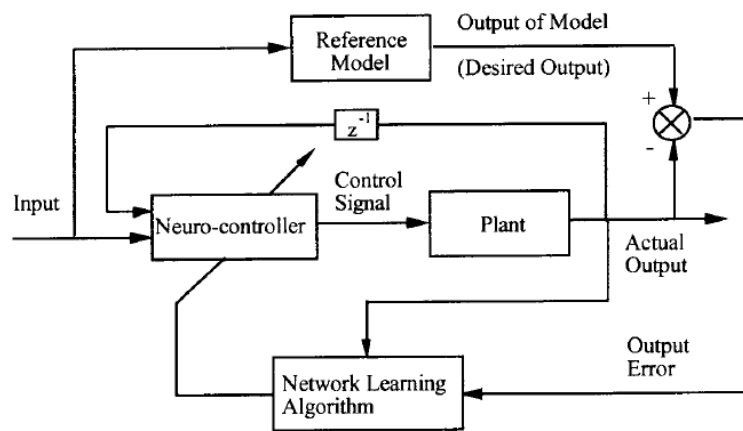 Reference
Model
Output of Model
(Desired Output)
+
-
z⁻¹
Input
Neuro-controller
Control
Signal
Plant
Actual
Output
Network Learning
Algorithm
Output
Error